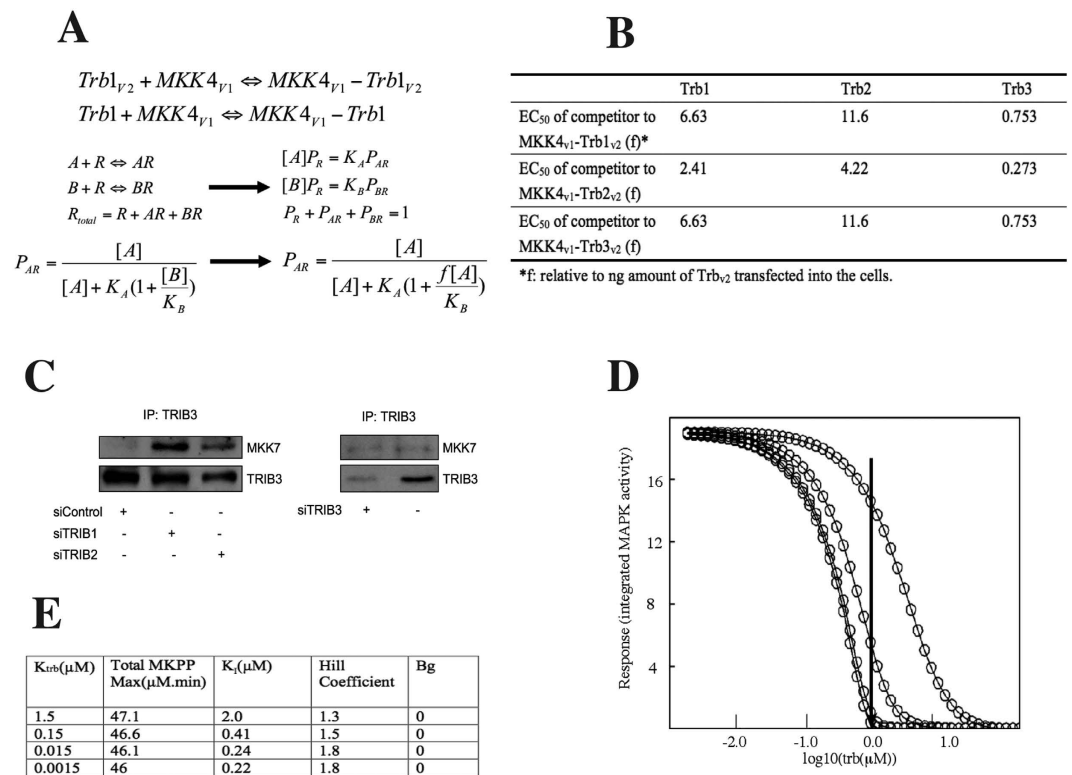 A
Trb1V2 + MKK4V1 ⇔ MKK4V1 − Trb1V2
Trb1 + MKK4V1 ⇔ MKK4V1 − Trb1
A + R ⇔ AR
B + R ⇔ BR
Rtotal = R + AR + BR
[A]PR = KAPAR
[B]PR = KBPBR
PR + PAR + PBR = 1
PAR = [A] / [A] + KA(1 + [B] / KB)
PAR = [A] / [A] + KA(1 + f[A] / KB)
B
Trb1 Trb2 Trb3
EC50 of competitor to 6.63 11.6 0.753
MKK4v1-Trb1v2 (f)*
EC50 of competitor to 2.41 4.22 0.273
MKK4v1-Trb2v2 (f)
EC50 of competitor to 6.63 11.6 0.753
MKK4v1-Trb3v2 (f)
*f: relative to ng amount of Trbv2 transfected into the cells.
C
IP: TRIB3
MKK7
TRIB3
siControl + - -
siTRIB1 - + -
siTRIB2 - - +
IP: TRIB3
MKK7
TRIB3
siTRIB3 + -
D
Response (integrated MAPK activity)
16
12
8
4
-2.0 -1.0 0.0 1.0
log10(trb(μM)
E
Ktrb(μM) Total MKPP Ki(μM) Hill Bg
Max(μM.min) Coefficient
1.5 47.1 2.0 1.3 0
0.15 46.6 0.41 1.5 0
0.015 46.1 0.24 1.8 0
0.0015 46 0.22 1.8 0